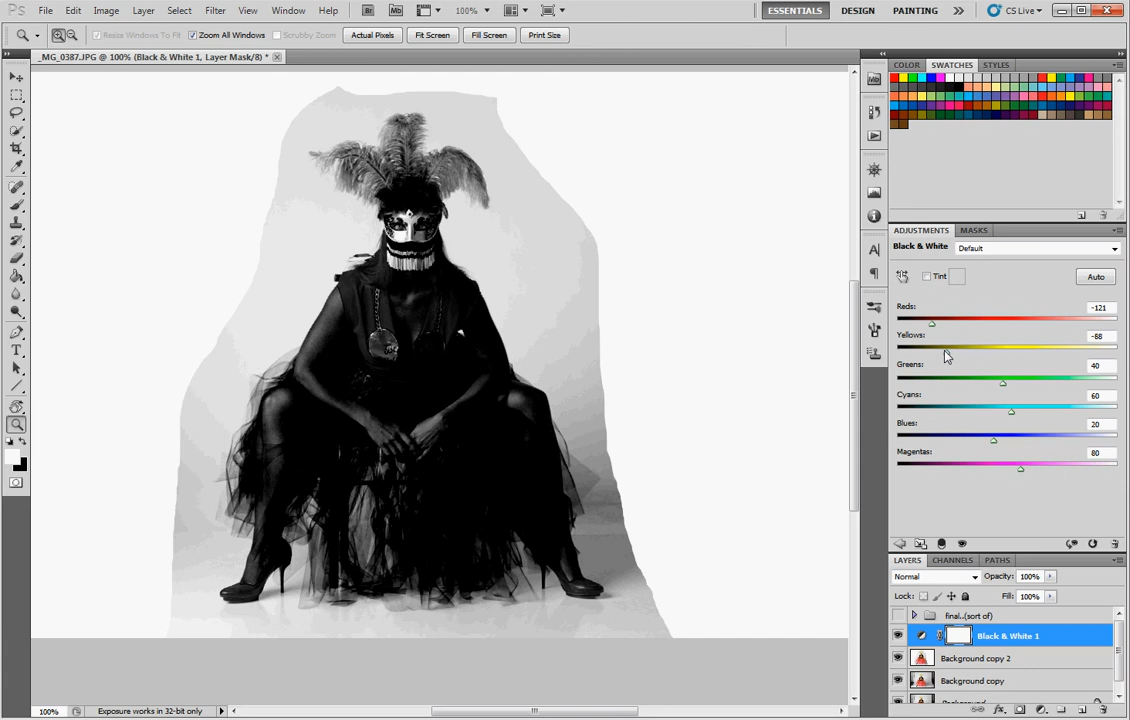 Ps File Edit Image Layer Select Filter View Window Help Br Mb 100% ESSENTIALS DESIGN PAINTING CS Live
Resize Windows To Fit Zoom All Windows Scrubby Zoom Actual Pixels Fit Screen Fill Screen Print Size
_MG_0387.JPG @ 100% (Black & White 1, Layer Mask/8) *
COLOR SWATCHES STYLES
Mb
ADJUSTMENTS MASKS
Black & White Default
Tint Auto
Reds: -121
Yellows: -88
Greens: 40
Cyans: 60
Blues: 20
Magentas: 80
LAYERS CHANNELS PATHS
Normal Opacity: 100%
Lock: Fill: 100%
final..(sort of)
Black & White 1
Background copy 2
Background copy
Background
100% Exposure works in 32-bit only